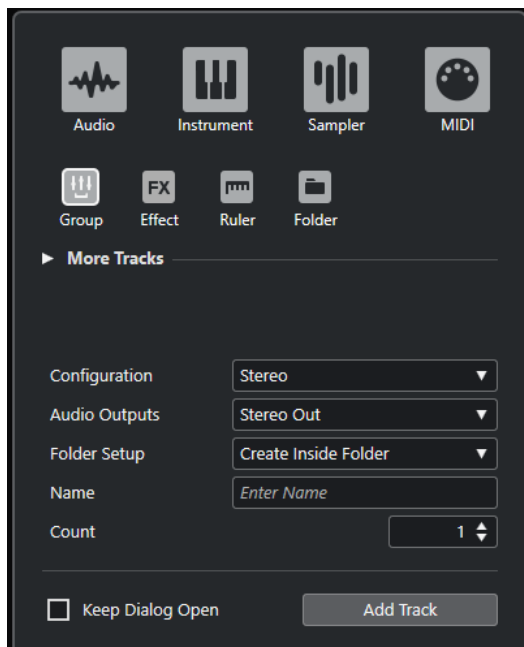 Audio Instrument Sampler MIDI
FX
Group Effect Ruler Folder
More Tracks
Configuration Stereo
Audio Outputs Stereo Out
Folder Setup Create Inside Folder
Name Enter Name
Count 1
Keep Dialog Open Add Track